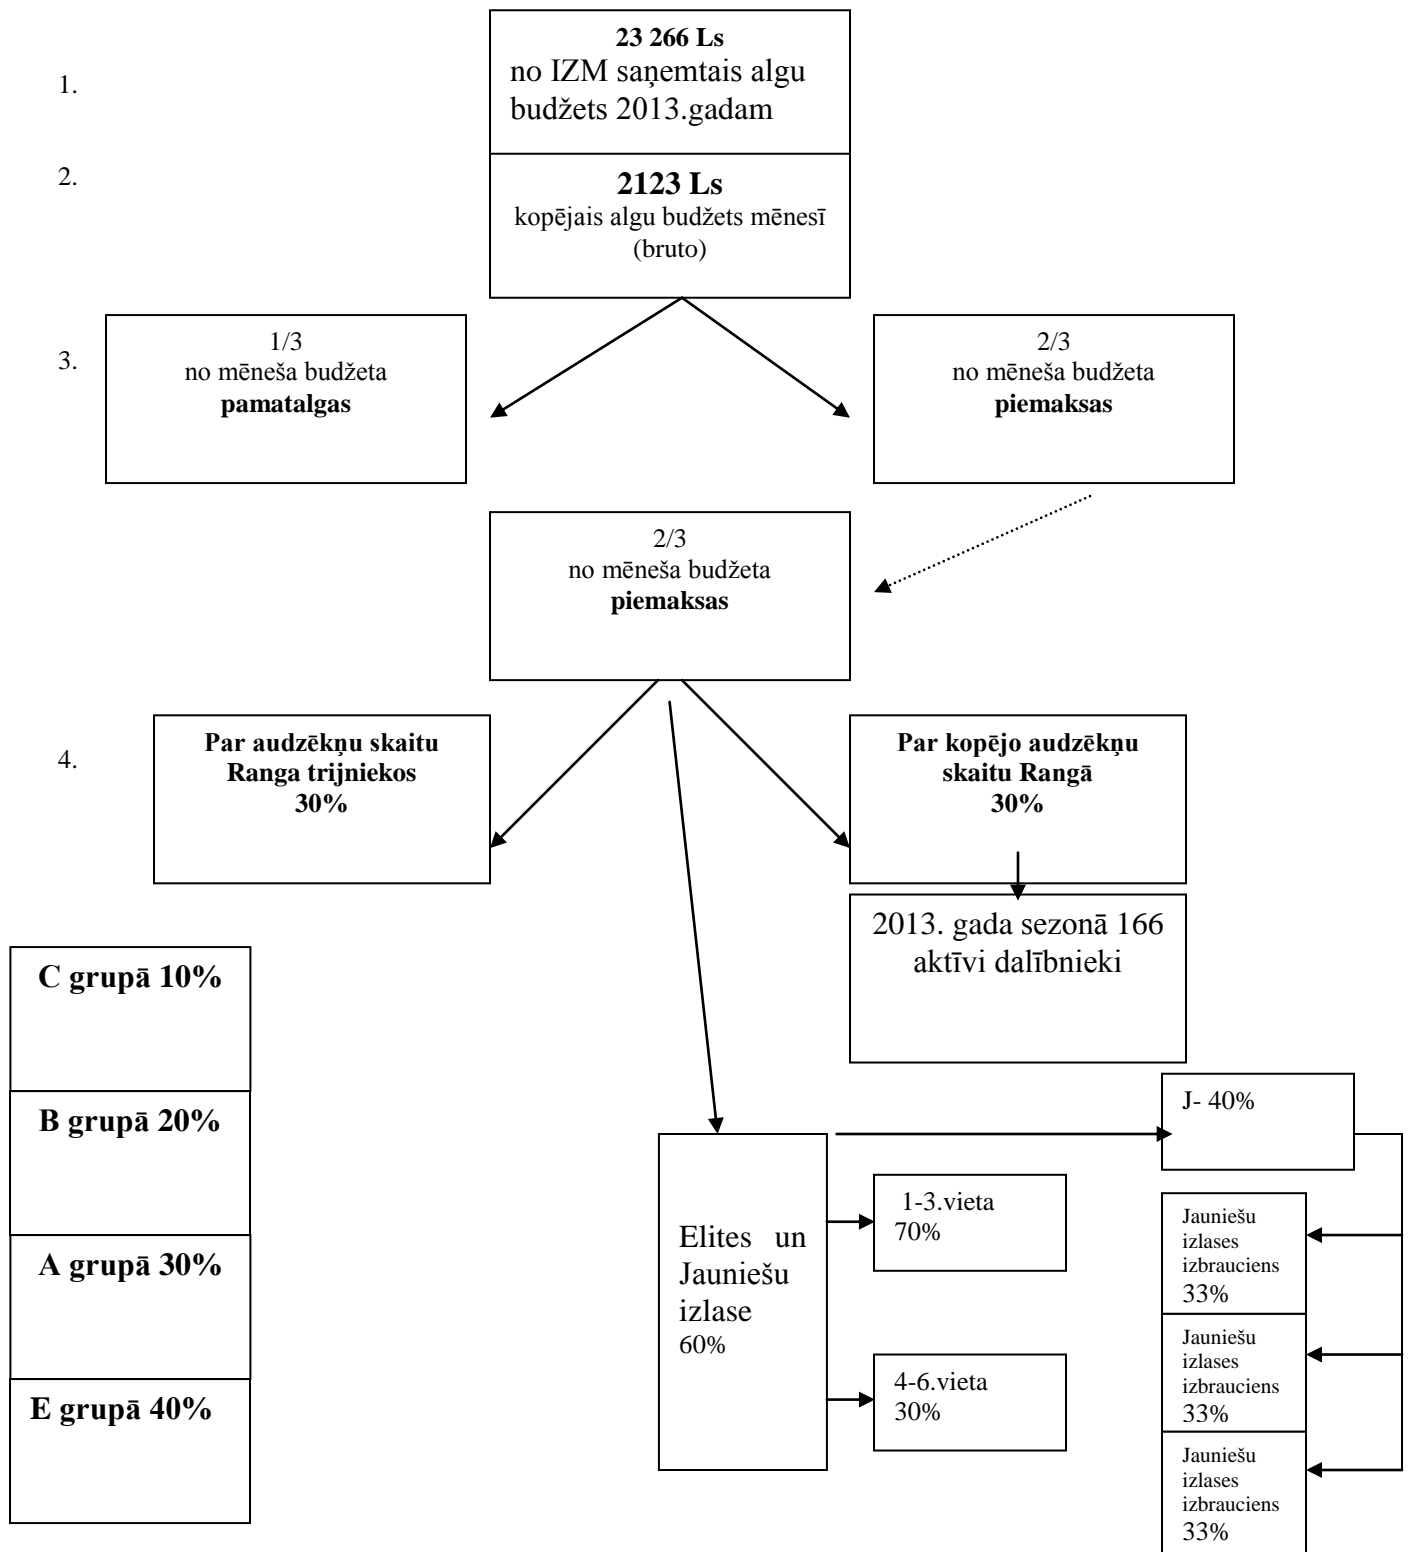 23 266 Ls
no IZM saņemtais algu
budžets 2013.gadam
1.
2.
2123 Ls
kopējais algu budžets mēnesī
(bruto)
3.
1/3
no mēneša budžeta
pamatalgas
2/3
no mēneša budžeta
piemaksas
2/3
no mēneša budžeta
piemaksas
4.
Par audzēkņu skaitu
Ranga trijniekos
30%
Par kopējo audzēkņu
skaitu Rangā
30%
2013. gada sezonā 166
aktīvi dalībnieki
C grupā 10%
B grupā 20%
A grupā 30%
E grupā 40%
Elites un
Jauniešu
izlase
60%
1-3.vieta
70%
4-6.vieta
30%
J- 40%
Jauniešu
izlases
izbrauciens
33%
Jauniešu
izlases
izbrauciens
33%
Jauniešu
izlases
izbrauciens
33%